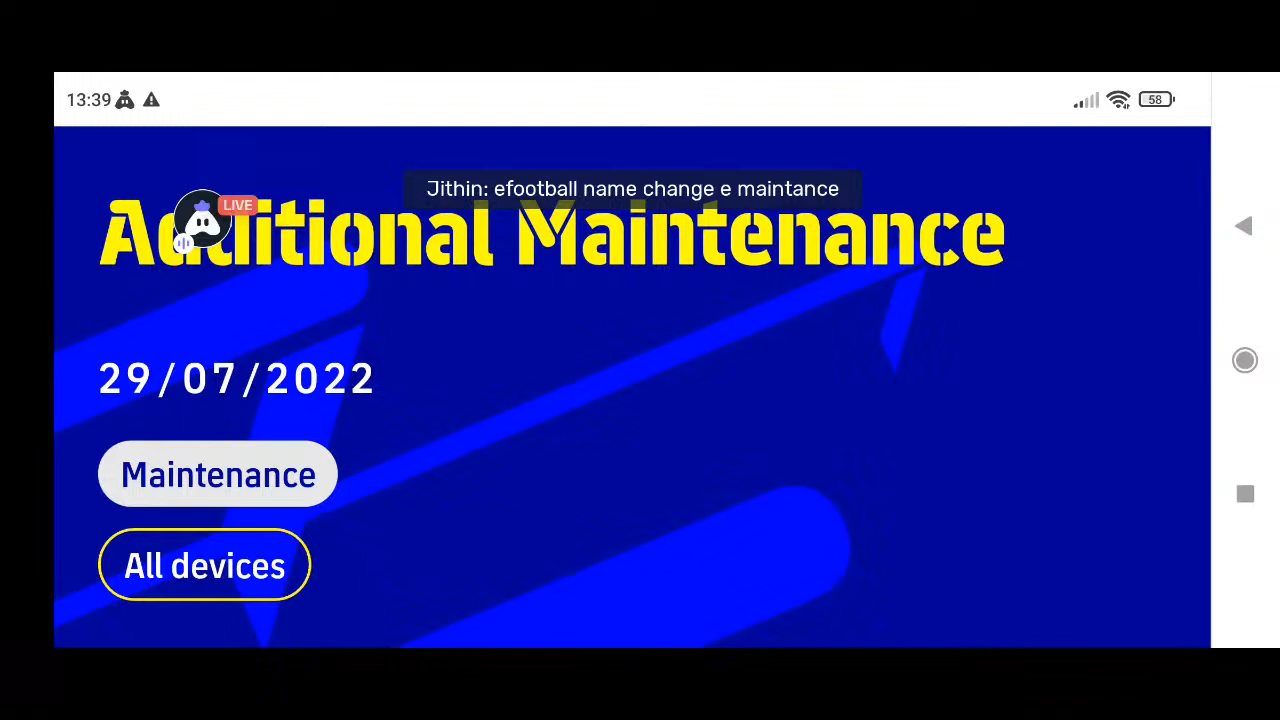 13:39
58
Jithin: efootball name change e maintance
LIVE
Additional Maintenance
29/07/2022
Maintenance
All devices